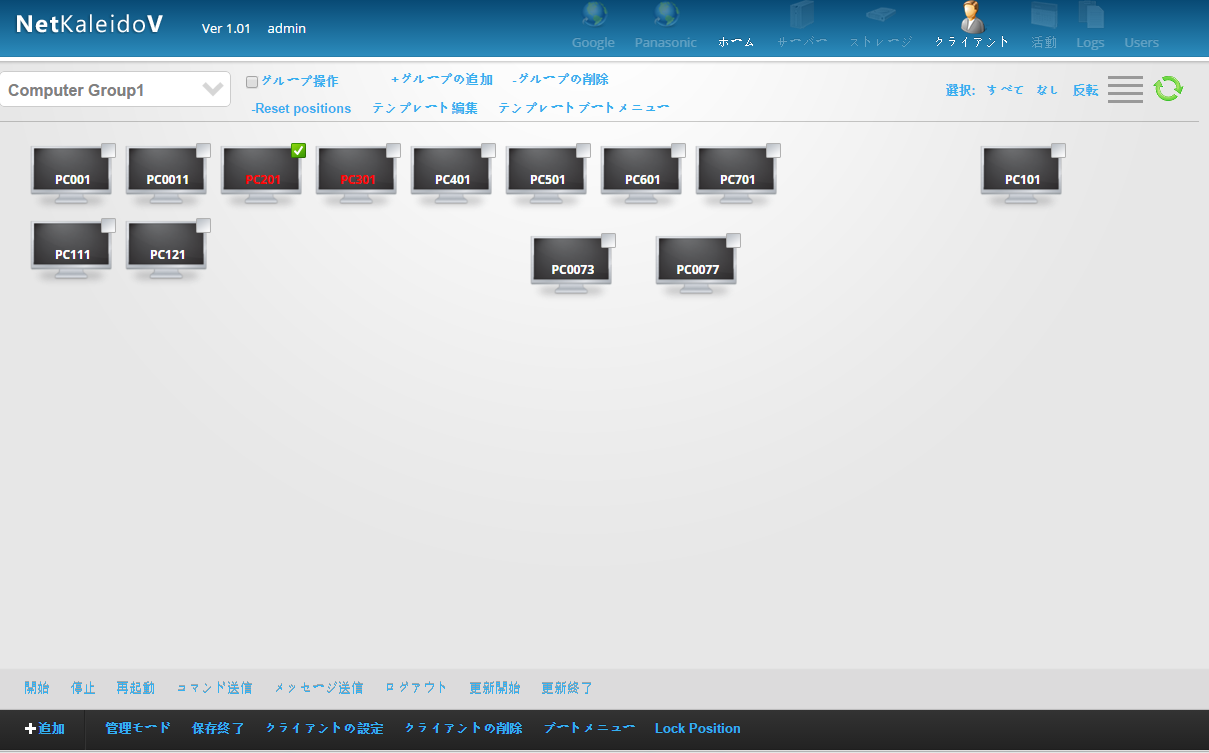 NetKaleidoV Ver 1.01 admin Google Panasonic ホーム サーバー ストレージ クライアント 活動 Logs Users
Computer Group1 グループ操作 +グループの追加 -グループの削除 選択: すべて なし 反転
-Reset positions テンプレート編集 テンプレートブートメニュー
PC001 PC0011 PC201 PC301 PC401 PC501 PC601 PC701 PC101
PC111 PC121 PC0073 PC0077
開始 停止 再起動 コマンド送信 メッセージ送信 ログアウト 更新開始 更新終了
+追加 管理モード 保存終了 クライアントの設定 クライアントの削除 ブートメニュー Lock Position